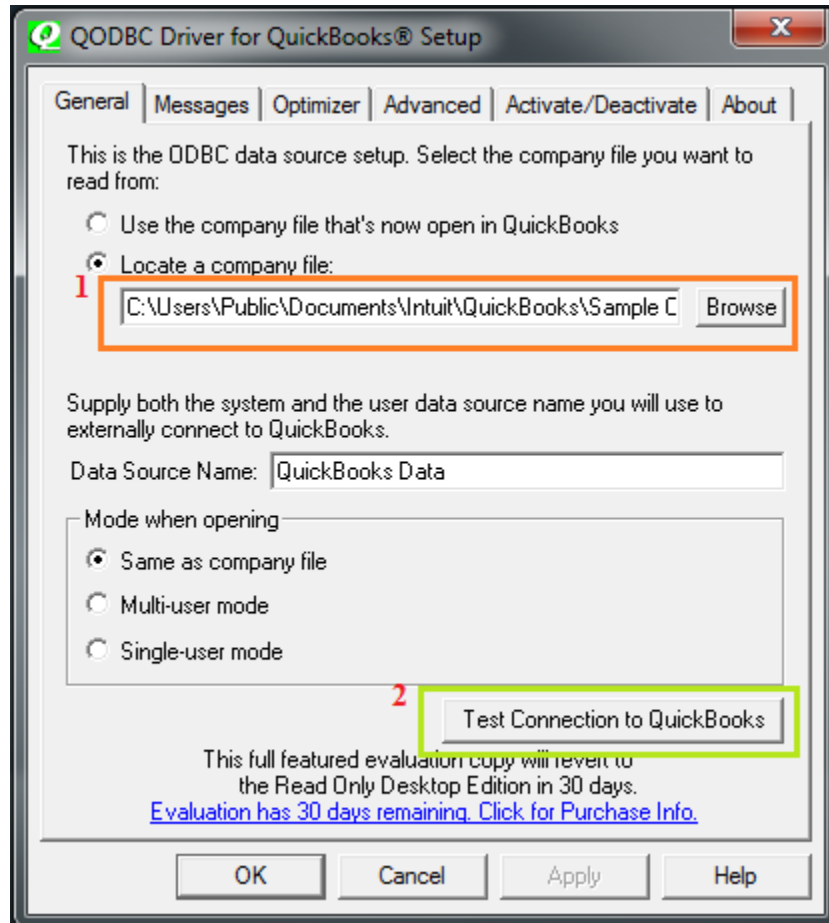 QODBC Driver for QuickBooks® Setup
General Messages Optimizer Advanced Activate/Deactivate About
This is the ODBC data source setup. Select the company file you want to
read from:
Use the company file that's now open in QuickBooks
Locate a company file:
1
C:\Users\Public\Documents\Intuit\QuickBooks\Sample C Browse
Supply both the system and the user data source name you will use to
externally connect to QuickBooks.
Data Source Name: QuickBooks Data
Mode when opening
Same as company file
Multi-user mode
Single-user mode
2
Test Connection to QuickBooks
This full featured evaluation copy will revert to
the Read Only Desktop Edition in 30 days.
Evaluation has 30 days remaining. Click for Purchase Info.
OK Cancel Apply Help